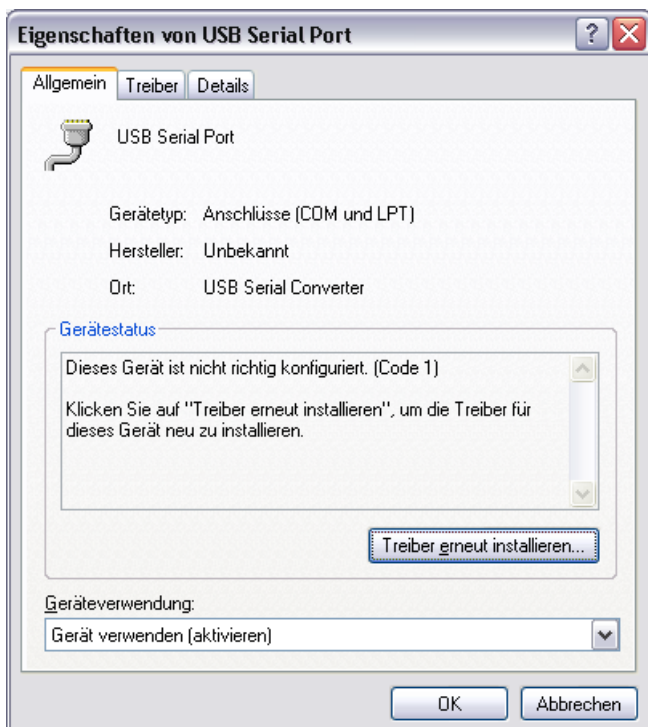 Eigenschaften von USB Serial Port
Allgemein Treiber Details
USB Serial Port
Gerätetyp: Anschlüsse (COM und LPT)
Hersteller: Unbekannt
Ort: USB Serial Converter
Gerätestatus
Dieses Gerät ist nicht richtig konfiguriert. (Code 1)
Klicken Sie auf "Treiber erneut installieren", um die Treiber für
dieses Gerät neu zu installieren.
Treiber erneut installieren...
Geräteverwendung:
Gerät verwenden (aktivieren)
OK Abbrechen